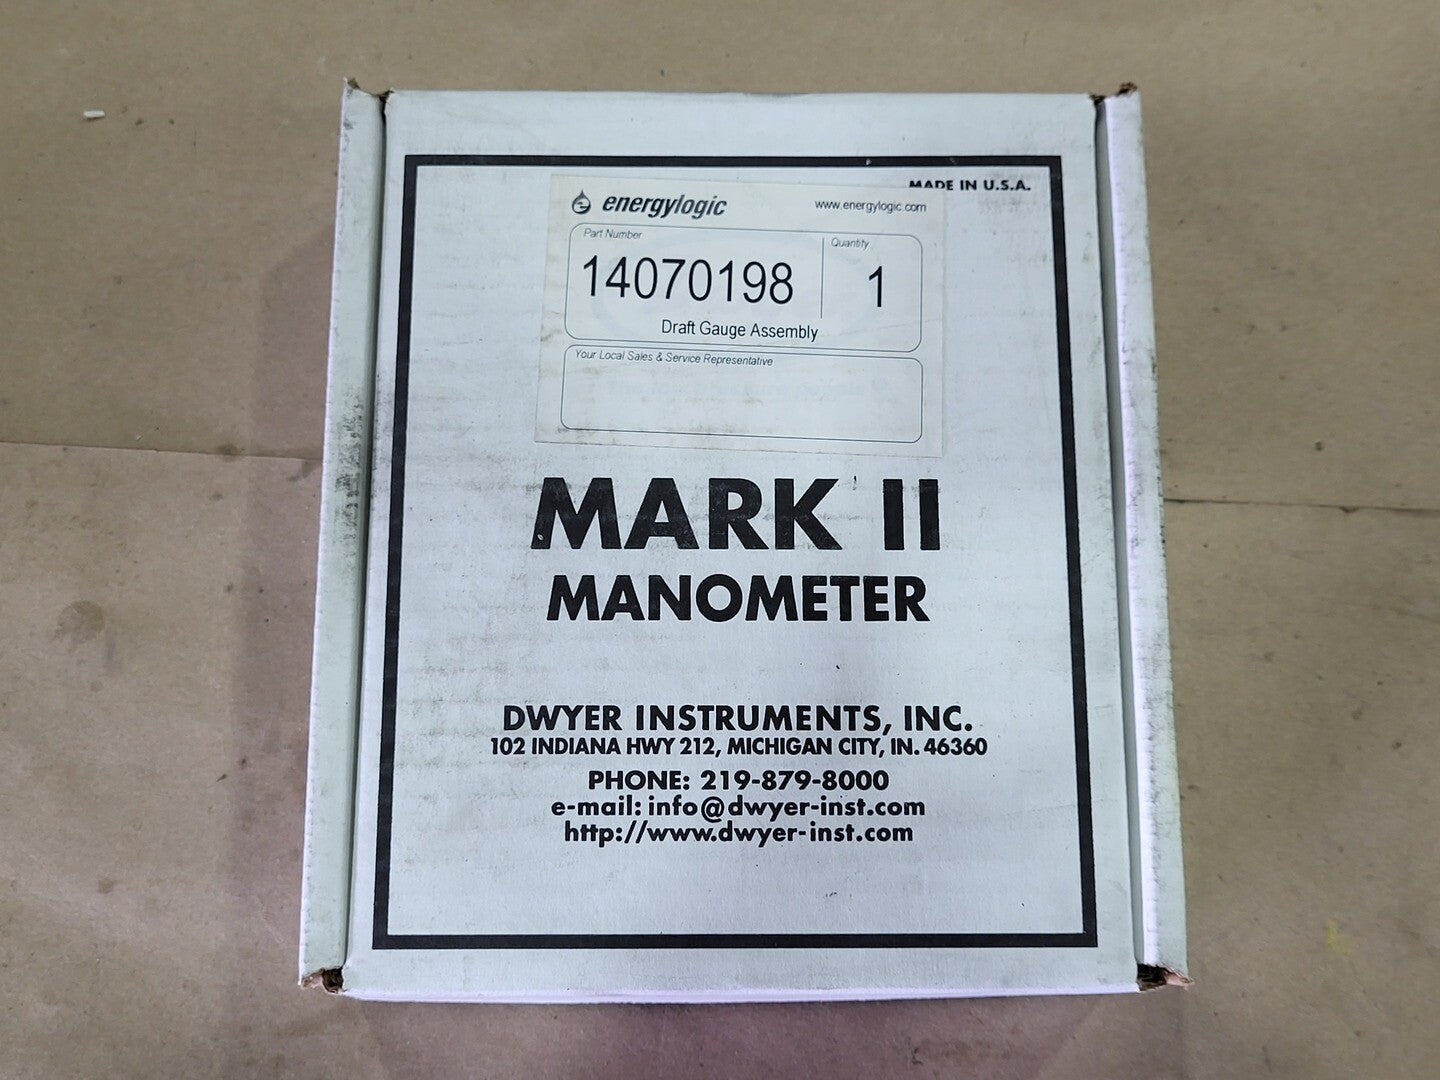 MADE IN U.S.A.
energylogic
www.energylogic.com
Part Number
Quantity
14070198
1
Draft Gauge Assembly
Your Local Sales & Service Representative
MARK II
MANOMETER
DWYER INSTRUMENTS, INC.
102 INDIANA HWY 212, MICHIGAN CITY, IN. 46360
PHONE: 219-879-8000
e-mail: info@dwyer-inst.com
http://www.dwyer-inst.com